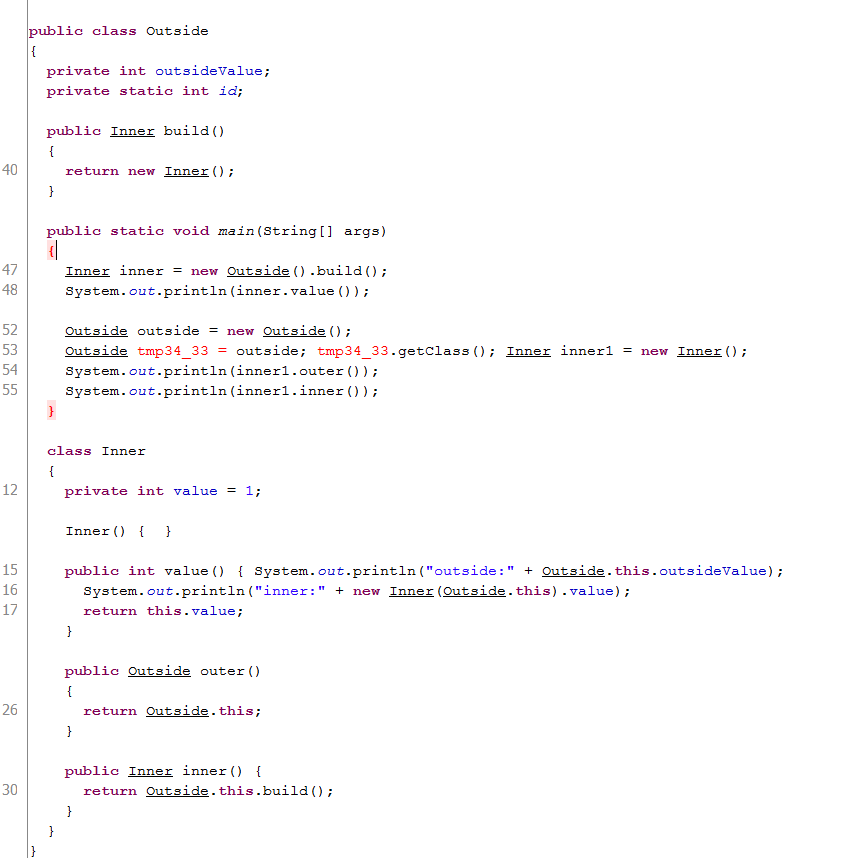 public class Outside
{
  private int outsideValue;
  private static int id;

  public Inner build()
  {
40    return new Inner();
  }

  public static void main(String[] args)
  {
47    Inner inner = new Outside().build();
48    System.out.println(inner.value());

52    Outside outside = new Outside();
53    Outside tmp34_33 = outside; tmp34_33.getClass(); Inner inner1 = new Inner();
54    System.out.println(inner1.outer());
55    System.out.println(inner1.inner());
  }

  class Inner
  {
12    private int value = 1;

    Inner() {  }

15    public int value() { System.out.println("outside:" + Outside.this.outsideValue);
16      System.out.println("inner:" + new Inner(Outside.this).value);
17      return this.value;
    }

    public Outside outer()
    {
26      return Outside.this;
    }

    public Inner inner() {
30      return Outside.this.build();
    }
  }
}